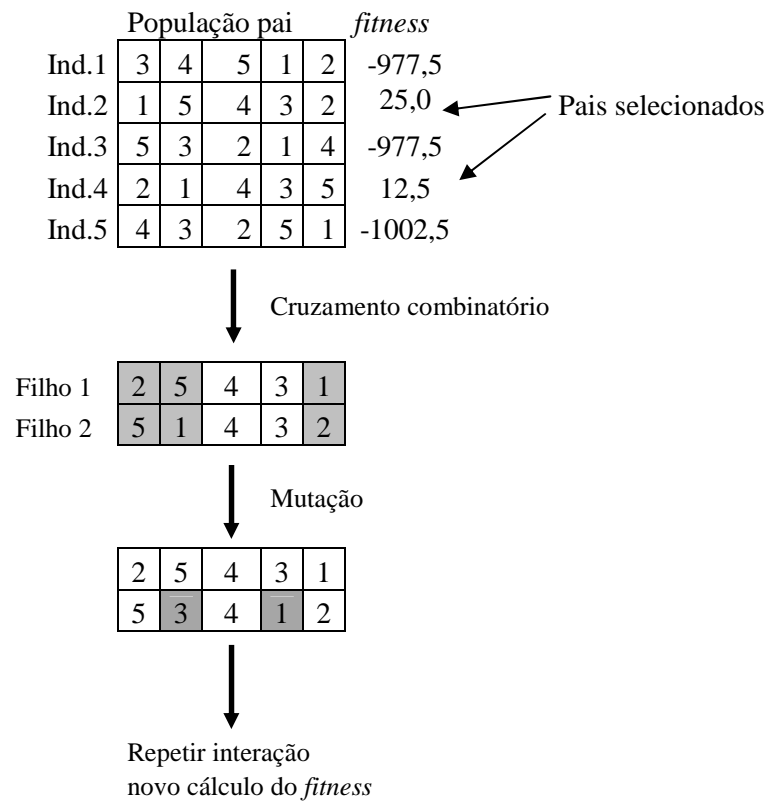 População pai fitness
Ind.1 3 4 5 1 2 -977,5
Ind.2 1 5 4 3 2 25,0
Pais selecionados
Ind.3 5 3 2 1 4 -977,5
Ind.4 2 1 4 3 5 12,5
Ind.5 4 3 2 5 1 -1002,5
Cruzamento combinatório
Filho 1 2 5 4 3 1
Filho 2 5 1 4 3 2
Mutação
2 5 4 3 1
5 3 4 1 2
Repetir interação
novo cálculo do fitness